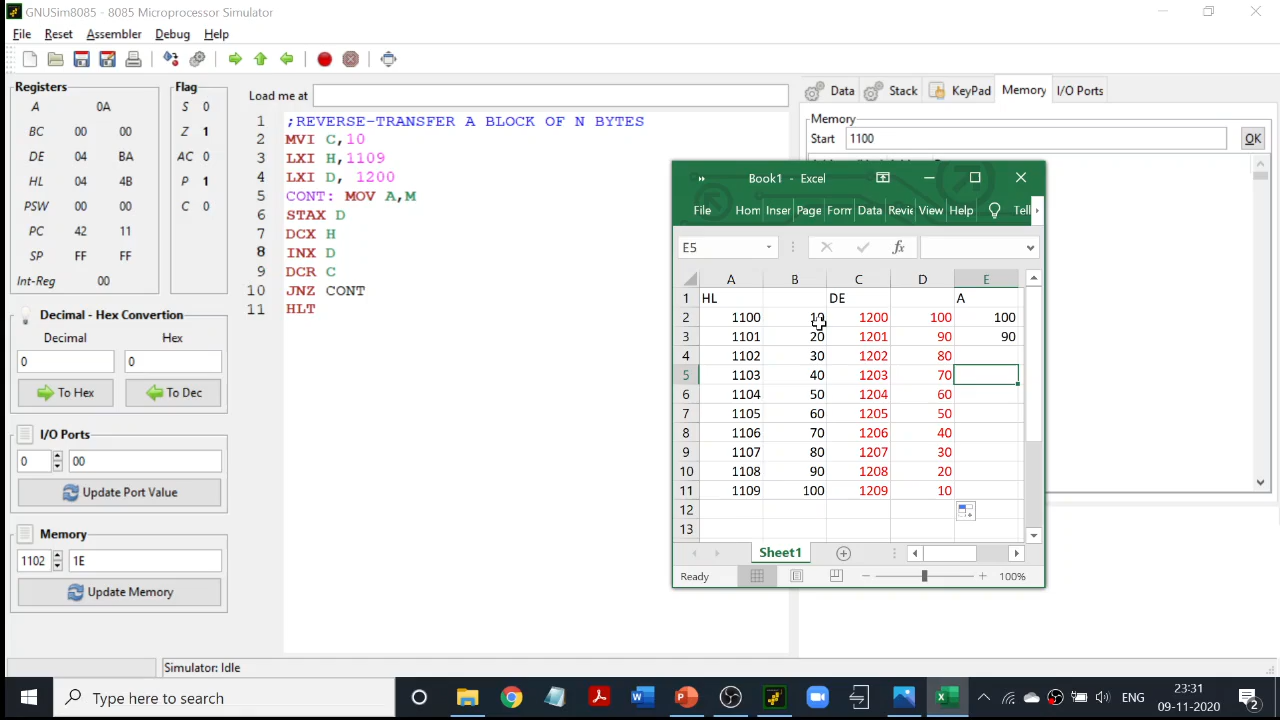 GNUSim8085 - 8085 Microprocessor Simulator
File Reset Assembler Debug Help
Registers
A 0A
BC 00 00
DE 04 BA
HL 04 4B
PSW 00 00
PC 42 11
SP FF FF
Int-Reg 00
Flag
S 0
Z 1
AC 0
P 1
C 0
Decimal - Hex Convertion
Decimal Hex
0 0
To Hex To Dec
I/O Ports
0 00
Update Port Value
Memory
1102 1E
Update Memory
Load me at
1 ;REVERSE-TRANSFER A BLOCK OF N BYTES
2 MVI C,10
3 LXI H,1109
4 LXI D, 1200
5 CONT: MOV A,M
6 STAX D
7 DCX H
8 INX D
9 DCR C
10 JNZ CONT
11 HLT
Data Stack KeyPad Memory I/O Ports
Memory
Start 1100 OK
Book1 - Excel
File Hom Inser Page Form Data Revie View Help Tell
E5 fx
A B C D E
1 HL DE A
2 1100 10 1200 100 100
3 1101 20 1201 90 90
4 1102 30 1202 80
5 1103 40 1203 70
6 1104 50 1204 60
7 1105 60 1205 50
8 1106 70 1206 40
9 1107 80 1207 30
10 1108 90 1208 20
11 1109 100 1209 10
12
13
Sheet1
Ready 100%
Simulator: Idle
Type here to search
ENG
23:31
09-11-2020
2